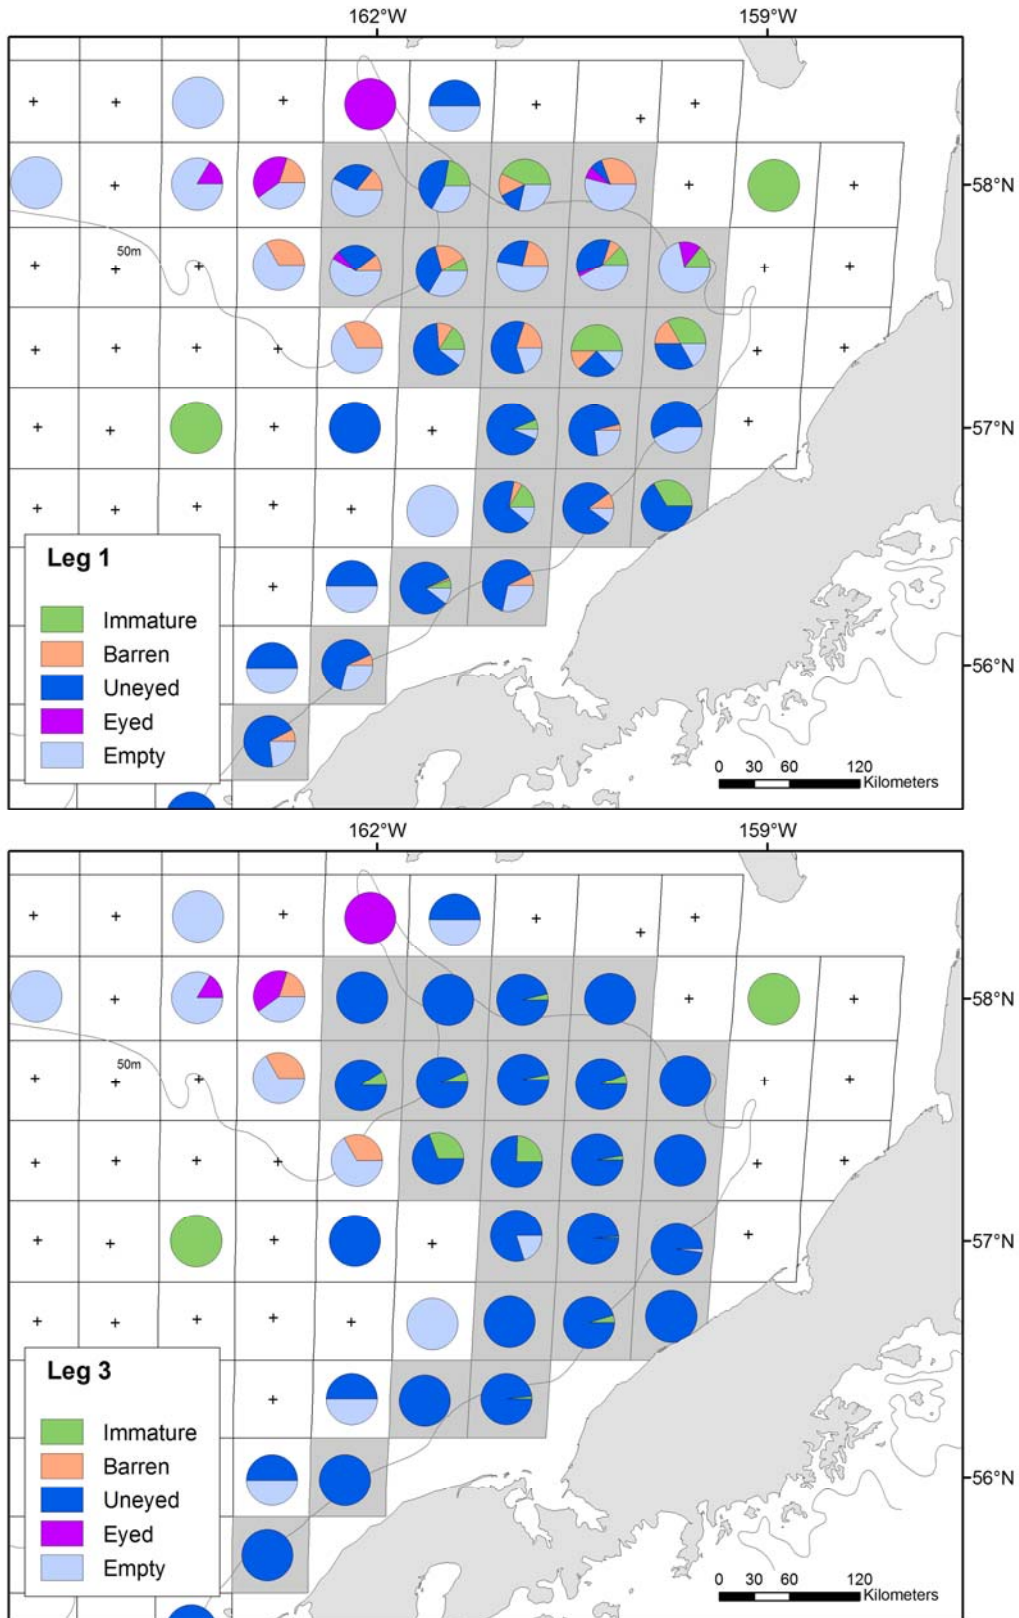 162°W 159°W
58°N
50m
57°N
Leg 1
Immature
Barren
Uneyed
56°N
Eyed
Empty
0 30 60 120
Kilometers
162°W 159°W
58°N
50m
57°N
Leg 3
Immature
Barren
56°N
Uneyed
Eyed
Empty
0 30 60 120
Kilometers